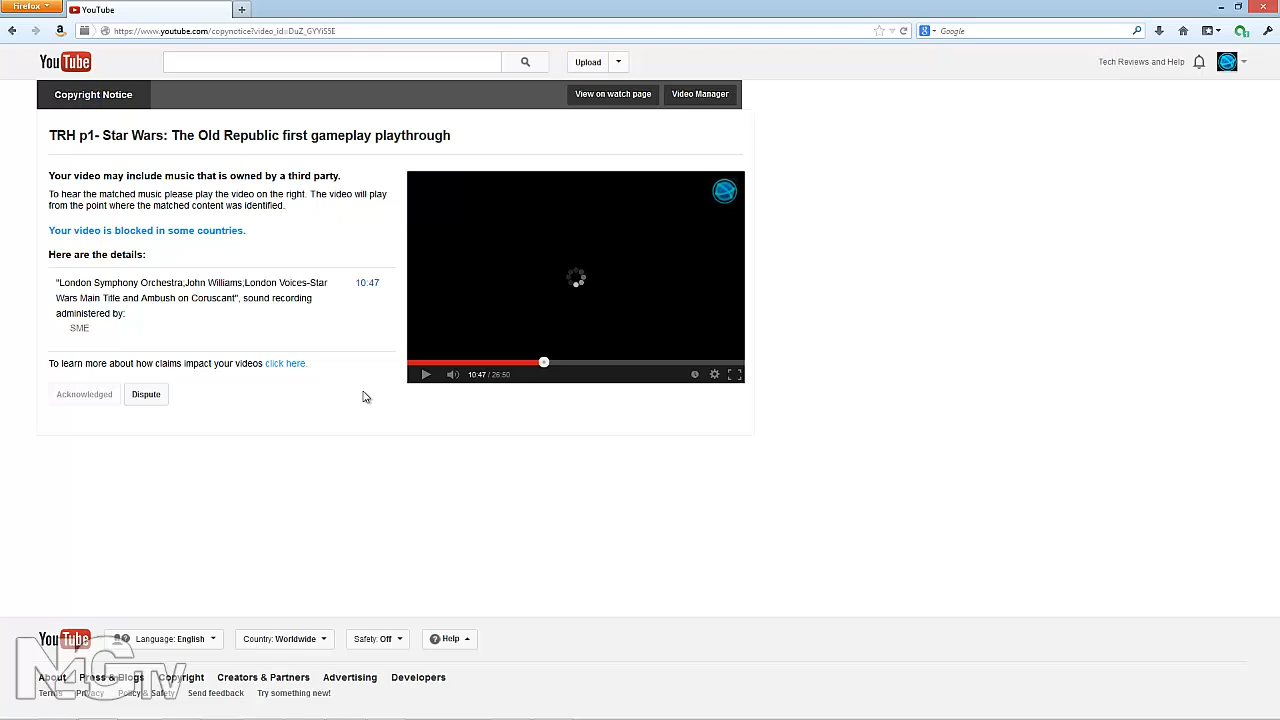 Firefox
YouTube
https://www.youtube.com/copynotice?video_id=DuZ_GYYiS5E
Google
YouTube
Upload
Tech Reviews and Help
Copyright Notice
View on watch page
Video Manager
TRH p1- Star Wars: The Old Republic first gameplay playthrough
Your video may include music that is owned by a third party.
To hear the matched music please play the video on the right. The video will play
from the point where the matched content was identified.
Your video is blocked in some countries.
Here are the details:
"London Symphony Orchestra;John Williams;London Voices-Star 10:47
Wars Main Title and Ambush on Coruscant", sound recording
administered by:
SME
To learn more about how claims impact your videos click here.
Acknowledged
Dispute
10:47 / 26:50
YouTube
Language: English
Country: Worldwide
Safety: Off
Help
About
Press & Blogs
Copyright
Creators & Partners
Advertising
Developers
Terms
Privacy
Policy & Safety
Send feedback
Try something new!
N4G TV